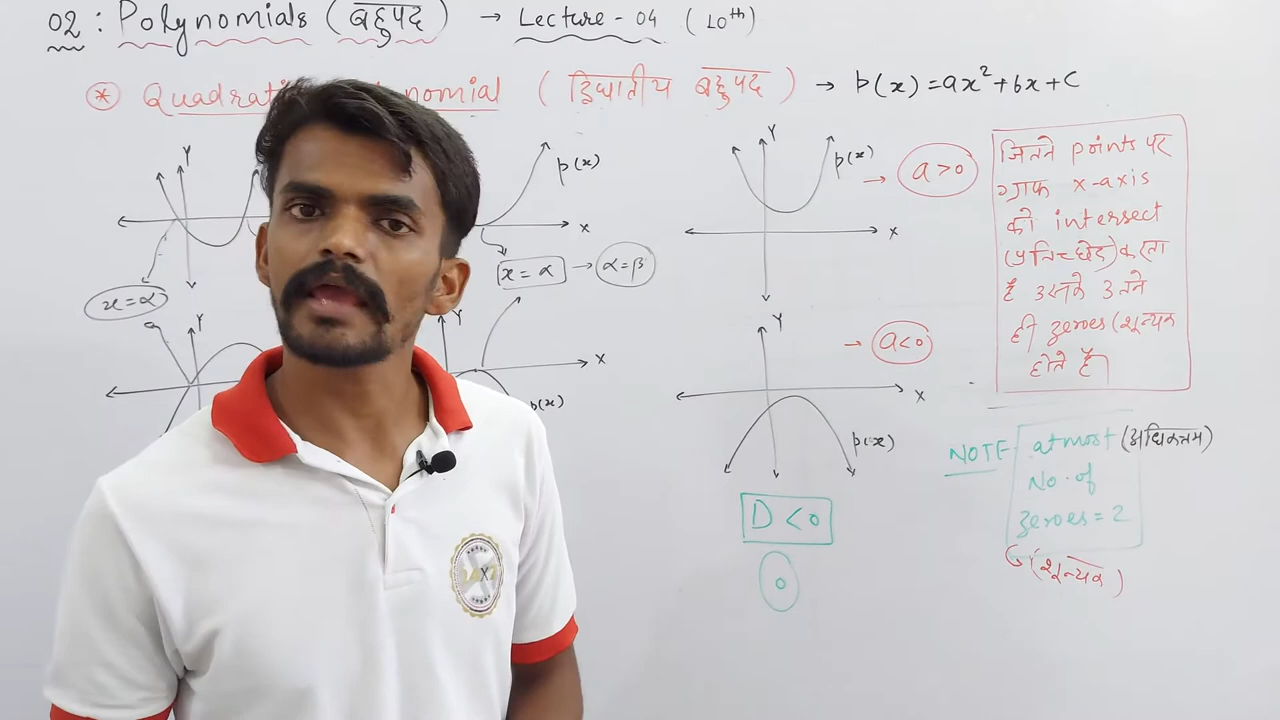 02 : Polynomials (बहुपद) → Lecture - 04 (10th)
* Quadrati nomial (द्विघातीय बहुपद) → p(x) = ax²+bx+c
Y
p(x)
X
x = α
x = α → α=β
Y
Y
X
p(x)
Y
p(x) → a>0
X
Y
→ a<0
X
p(x)
D < 0
0
जितने points पर
ग्राफ x-axis
को intersect
(प्रतिच्छेद) करता
है उसके उतने
ही zeroes (शून्यक
होते हैं।
NOTE- atmost (अधिकतम)
No. of
zeroes = 2
(शून्यक)